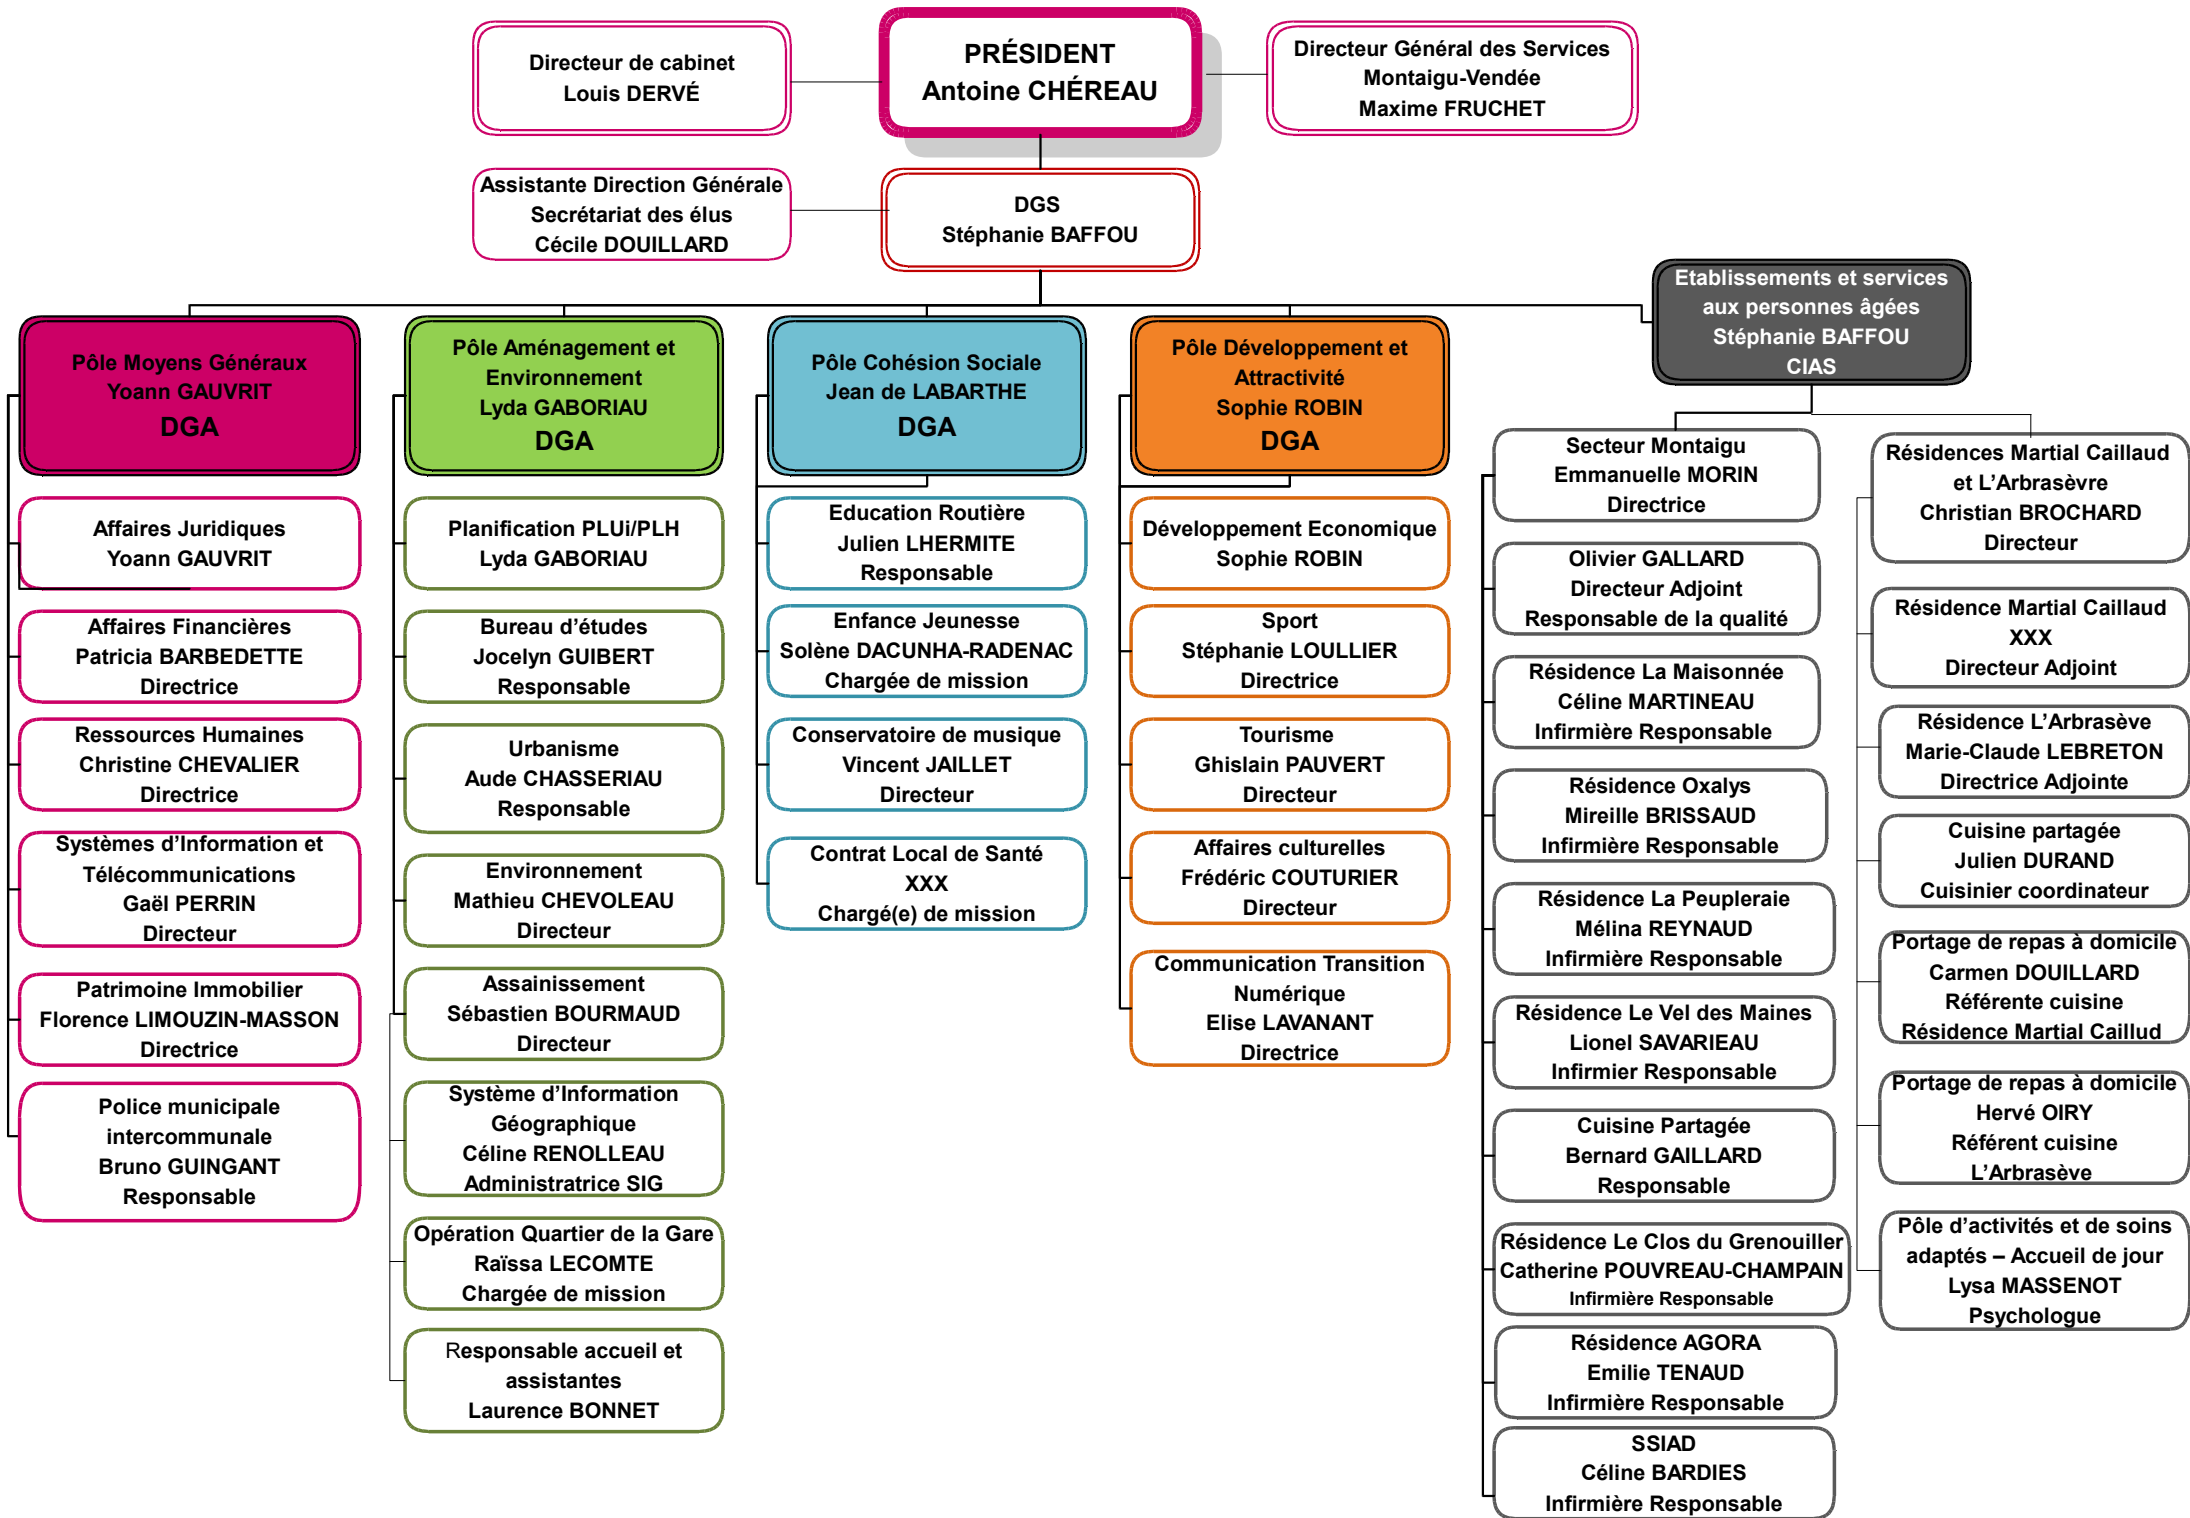 Directeur de cabinet
Louis DERVÉ
PRÉSIDENT
Antoine CHÉREAU
Directeur Général des Services
Montaigu-Vendée
Maxime FRUCHET
Assistante Direction Générale
Secrétariat des élus
Cécile DOUILLARD
DGS
Stéphanie BAFFOU
Pôle Moyens Généraux
Yoann GAUVRIT
DGA
Affaires Juridiques
Yoann GAUVRIT
Affaires Financières
Patricia BARBEDETTE
Directrice
Ressources Humaines
Christine CHEVALIER
Directrice
Systèmes d'Information et
Télécommunications
Gaël PERRIN
Directeur
Patrimoine Immobilier
Florence LIMOUZIN-MASSON
Directrice
Police municipale
intercommunale
Bruno GUINGANT
Responsable
Pôle Aménagement et
Environnement
Lyda GABORIAU
DGA
Planification PLUi/PLH
Lyda GABORIAU
Bureau d'études
Jocelyn GUIBERT
Responsable
Urbanisme
Aude CHASSERIAU
Responsable
Environnement
Mathieu CHEVOLEAU
Directeur
Assainissement
Sébastien BOURMAUD
Directeur
Système d'Information
Géographique
Céline RENOLLEAU
Administratrice SIG
Opération Quartier de la Gare
Raïssa LECOMTE
Chargée de mission
Responsable accueil et
assistantes
Laurence BONNET
Pôle Cohésion Sociale
Jean de LABARTHE
DGA
Education Routière
Julien LHERMITE
Responsable
Enfance Jeunesse
Solène DACUNHA-RADENAC
Chargée de mission
Conservatoire de musique
Vincent JAILLET
Directeur
Contrat Local de Santé
XXX
Chargé(e) de mission
Pôle Développement et
Attractivité
Sophie ROBIN
DGA
Développement Economique
Sophie ROBIN
Sport
Stéphanie LOULLIER
Directrice
Tourisme
Ghislain PAUVERT
Directeur
Affaires culturelles
Frédéric COUTURIER
Directeur
Communication Transition
Numérique
Elise LAVANANT
Directrice
Etablissements et services
aux personnes âgées
Stéphanie BAFFOU
CIAS
Secteur Montaigu
Emmanuelle MORIN
Directrice
Olivier GALLARD
Directeur Adjoint
Responsable de la qualité
Résidence La Maisonnée
Céline MARTINEAU
Infirmière Responsable
Résidence Oxalys
Mireille BRISSAUD
Infirmière Responsable
Résidence La Peupleraie
Mélina REYNAUD
Infirmière Responsable
Résidence Le Vel des Maines
Lionel SAVARIEAU
Infirmier Responsable
Cuisine Partagée
Bernard GAILLARD
Responsable
Résidence Le Clos du Grenouiller
Catherine POUVREAU-CHAMPAIN
Infirmière Responsable
Résidence AGORA
Emilie TENAUD
Infirmière Responsable
SSIAD
Céline BARDIES
Infirmière Responsable
Résidences Martial Caillaud
et L'Arbrasèvre
Christian BROCHARD
Directeur
Résidence Martial Caillaud
XXX
Directeur Adjoint
Résidence L'Arbrasève
Marie-Claude LEBRETON
Directrice Adjointe
Cuisine partagée
Julien DURAND
Cuisinier coordinateur
Portage de repas à domicile
Carmen DOUILLARD
Référente cuisine
Résidence Martial Caillud
Portage de repas à domicile
Hervé OIRY
Référent cuisine
L'Arbrasève
Pôle d'activités et de soins
adaptés – Accueil de jour
Lysa MASSENOT
Psychologue